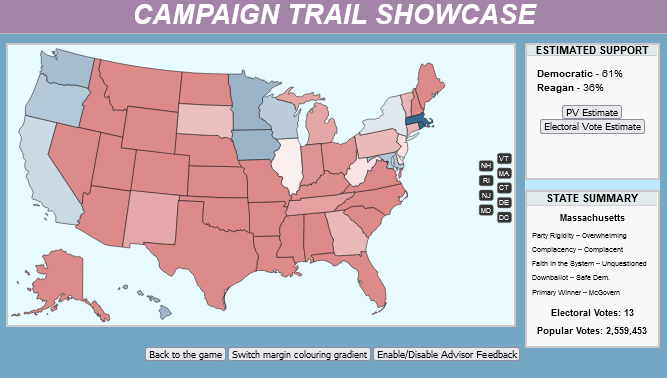 CAMPAIGN TRAIL SHOWCASE
ESTIMATED SUPPORT
Democratic - 61%
Reagan - 36%
PV Estimate
Electoral Vote Estimate
VT
NH
MA
RI
CT
NJ
DE
MD
DC
STATE SUMMARY
Massachusetts
Party Rigidity – Overwhelming
Complacency – Complacent
Faith in the System – Unquestioned
Downballot – Safe Dem.
Primary Winner – McGovern
Electoral Votes: 13
Popular Votes: 2,559,453
Back to the game
Switch margin colouring gradient
Enable/Disable Advisor Feedback